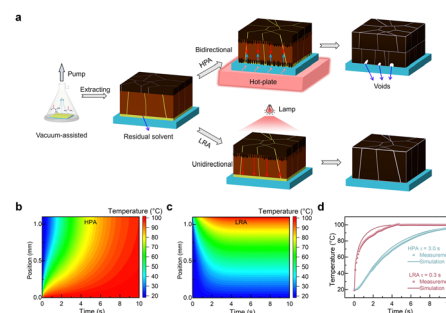 a
Pump
Extracting
Vacuum-assisted
Residual solvent
HPA
Bidirectional
Hot-plate
Voids
LRA
Lamp
Unidirectional
b
Temperature (°C)
HPA
Position (mm)
1.0
0.5
0.0
0 2 4 6 8 10
Time (s)
100
90
80
70
60
50
40
30
20
c
Temperature (°C)
LRA
Position (mm)
1.0
0.5
0.0
0 2 4 6 8 10
Time (s)
100
90
80
70
60
50
40
30
20
d
Temperature (°C)
100
80
60
40
20
0
HPA τ = 3.0 s
Measureme
Simulation
LRA τ = 0.3 s
Measureme
Simulation
0 2 4 6 8
Time (s)